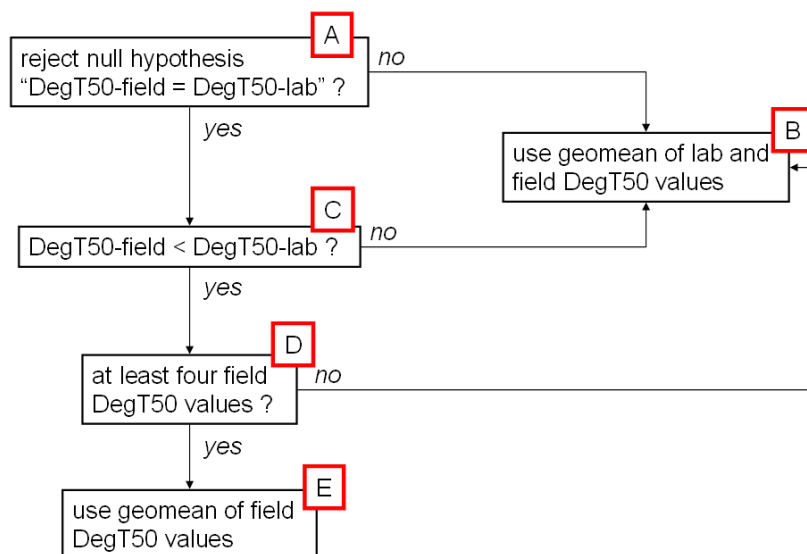 A
reject null hypothesis
“DegT50-field = DegT50-lab” ?
no
yes
B
use geomean of lab and
field DegT50 values
C
DegT50-field < DegT50-lab ?
no
yes
D
at least four field
DegT50 values ?
no
yes
E
use geomean of field
DegT50 values